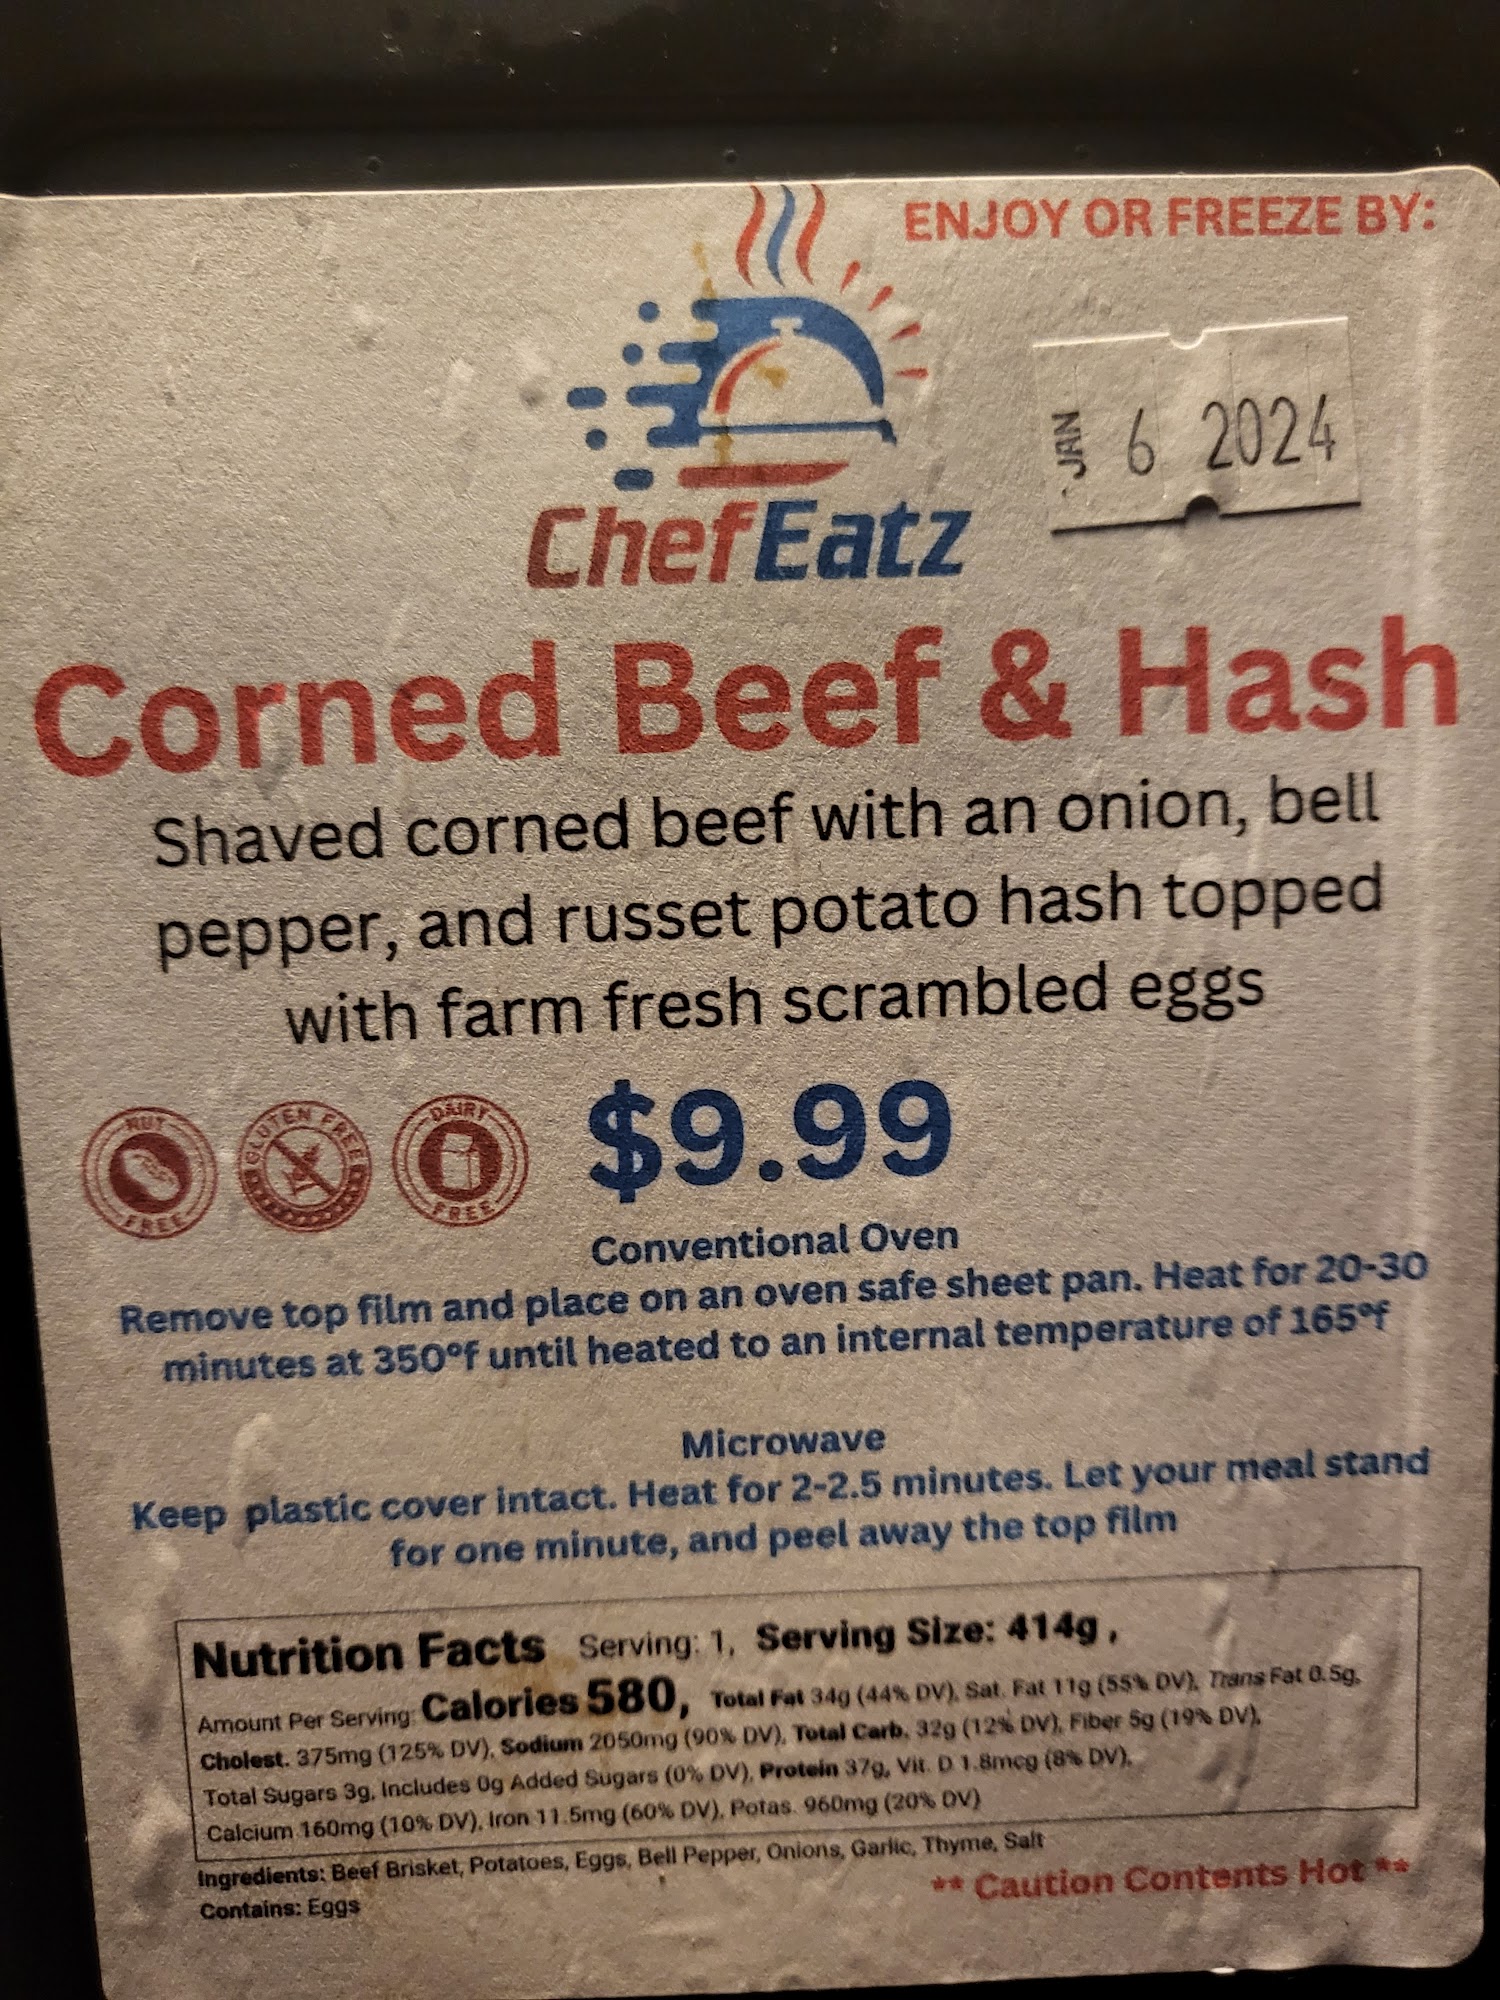 ENJOY OR FREEZE BY:
JAN 6 2024
ChefEatz
Corned Beef & Hash
Shaved corned beef with an onion, bell
pepper, and russet potato hash topped
with farm fresh scrambled eggs
NUT FREE
GLUTEN FREE
DAIRY FREE
$9.99
Conventional Oven
Remove top film and place on an oven safe sheet pan. Heat for 20-30
minutes at 350°f until heated to an internal temperature of 165°f
Microwave
Keep plastic cover intact. Heat for 2-2.5 minutes. Let your meal stand
for one minute, and peel away the top film
Nutrition Facts Serving: 1, Serving Size: 414g,
Amount Per Serving: Calories 580, Total Fat 34g (44% DV), Sat. Fat 11g (55% DV), Trans Fat 0.5g,
Cholest. 375mg (125% DV), Sodium 2050mg (90% DV), Total Carb. 32g (12% DV), Fiber 5g (19% DV),
Total Sugars 3g, Includes 0g Added Sugars (0% DV), Protein 37g, Vit. D 1.8mcg (8% DV),
Calcium 160mg (10% DV), Iron 11.5mg (60% DV), Potas. 960mg (20% DV)
Ingredients: Beef Brisket, Potatoes, Eggs, Bell Pepper, Onions, Garlic, Thyme, Salt
Contains: Eggs
** Caution Contents Hot **